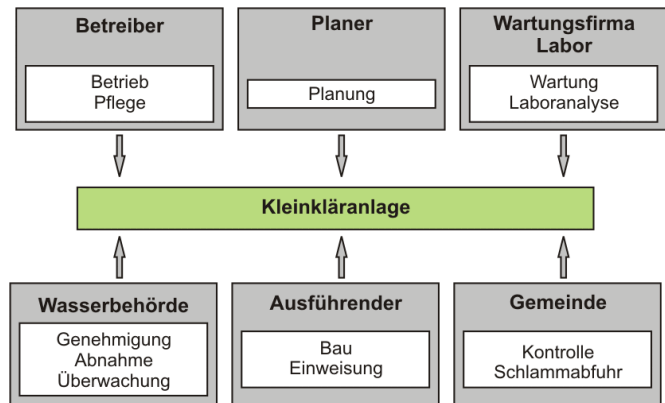 Betreiber
Betrieb
Pflege
Planer
Planung
Wartungsfirma
Labor
Wartung
Laboranalyse
Kleinkläranlage
Wasserbehörde
Genehmigung
Abnahme
Überwachung
Ausführender
Bau
Einweisung
Gemeinde
Kontrolle
Schlammabfuhr